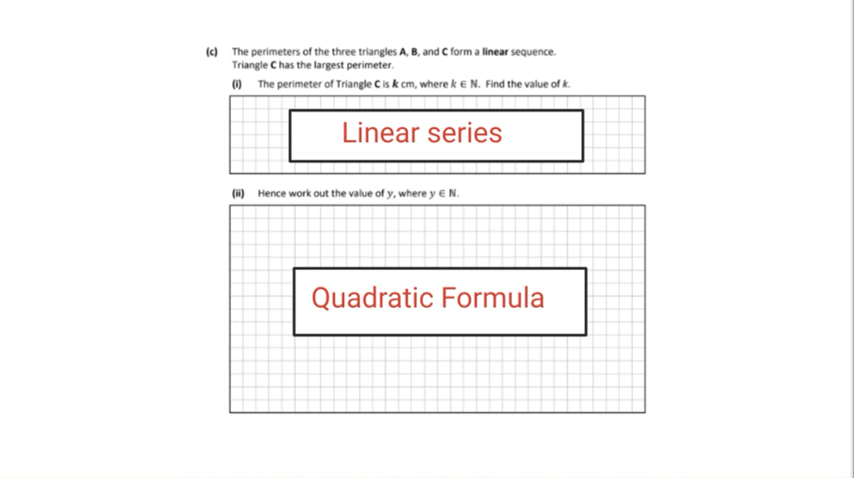 (c) The perimeters of the three triangles A, B, and C form a linear sequence.
Triangle C has the largest perimeter.
(i) The perimeter of Triangle C is k cm, where k ∈ ℕ. Find the value of k.
Linear series
(ii) Hence work out the value of y, where y ∈ ℕ.
Quadratic Formula